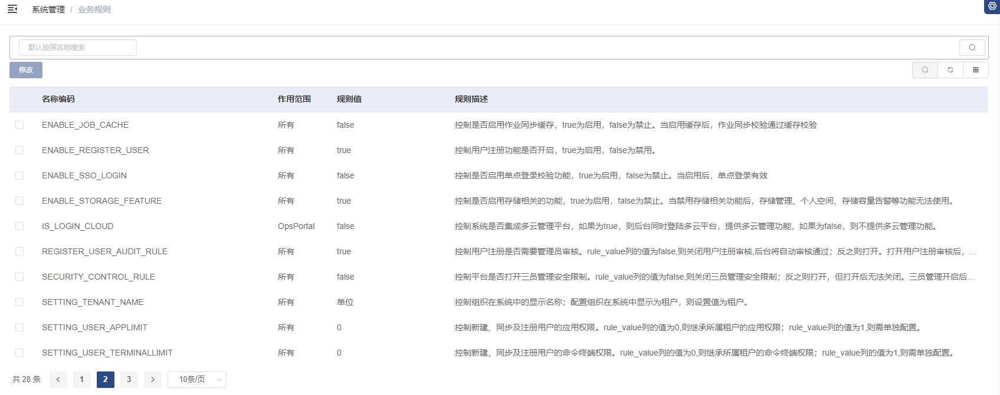 系统管理 / 业务规则
默认按照名称搜索
修改
名称编码 作用范围 规则值 规则描述
ENABLE_JOB_CACHE 所有 false 控制是否启用作业同步缓存，true为启用，false为禁止。当启用缓存后，作业同步校验通过缓存校验
ENABLE_REGISTER_USER 所有 true 控制用户注册功能是否开启，true为启用，false为禁用。
ENABLE_SSO_LOGIN 所有 false 控制是否启用单点登录校验功能，true为启用，false为禁止。当启用后，单点登录有效
ENABLE_STORAGE_FEATURE 所有 true 控制是否启用存储相关的功能，true为启用，false为禁止。当禁用存储相关功能后，存储管理、个人空间、存储容量告警等功能无法使用。
IS_LOGIN_CLOUD OpsPortal false 控制系统是否集成多云管理平台，如果为true，则后台同时登陆多云平台，提供多云管理功能，如果为false，则不提供多云管理功能。
REGISTER_USER_AUDIT_RULE 所有 true 控制用户注册是否需要管理员审核。rule_value列的值为false,则关闭用户注册审核,后台将自动审核通过；反之则打开。打开用户注册审核后，…
SECURITY_CONTROL_RULE 所有 false 控制平台是否打开三员管理安全限制。rule_value列的值为false,则关闭三员管理安全限制；反之则打开，但打开后无法关闭。三员管理开启后…
SETTING_TENANT_NAME 所有 单位 控制组织在系统中的显示名称；配置组织在系统中显示为租户，则设置值为租户。
SETTING_USER_APPLIMIT 所有 0 控制新建、同步及注册用户的应用权限。rule_value列的值为0,则继承所属租户的应用权限；rule_value列的值为1,则需单独配置。
SETTING_USER_TERMINALLIMIT 所有 0 控制新建、同步及注册用户的命令终端权限。rule_value列的值为0,则继承所属租户的命令终端权限；rule_value列的值为1,则需单独配置。
共 28 条 1 2 3 10条/页